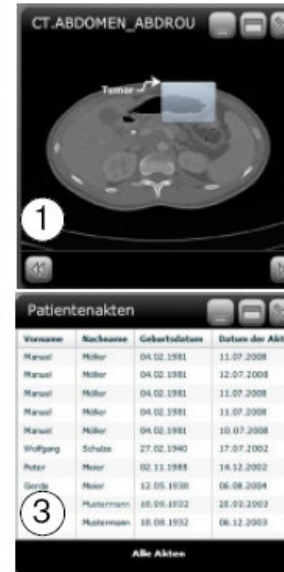 CT.ABDOMEN_ABDROU
Tumor
1
Patientenakten
Vorname Nachname Geburtsdatum Datum der Akt
Manuel Möller 04.02.1981 11.07.2008
Manuel Möller 04.02.1981 12.07.2008
Manuel Möller 04.02.1981 11.07.2008
Manuel Möller 04.02.1981 11.07.2008
Manuel Möller 04.02.1981 10.07.2008
Wolfgang Schulze 27.02.1940 17.07.2002
Peter Meier 02.11.1988 14.12.2002
Gerda Meier 12.05.1938 06.08.2004
3
Mustermann 18.08.1932
Mustermann 18.08.1932 06.12.2003
Alle Akten